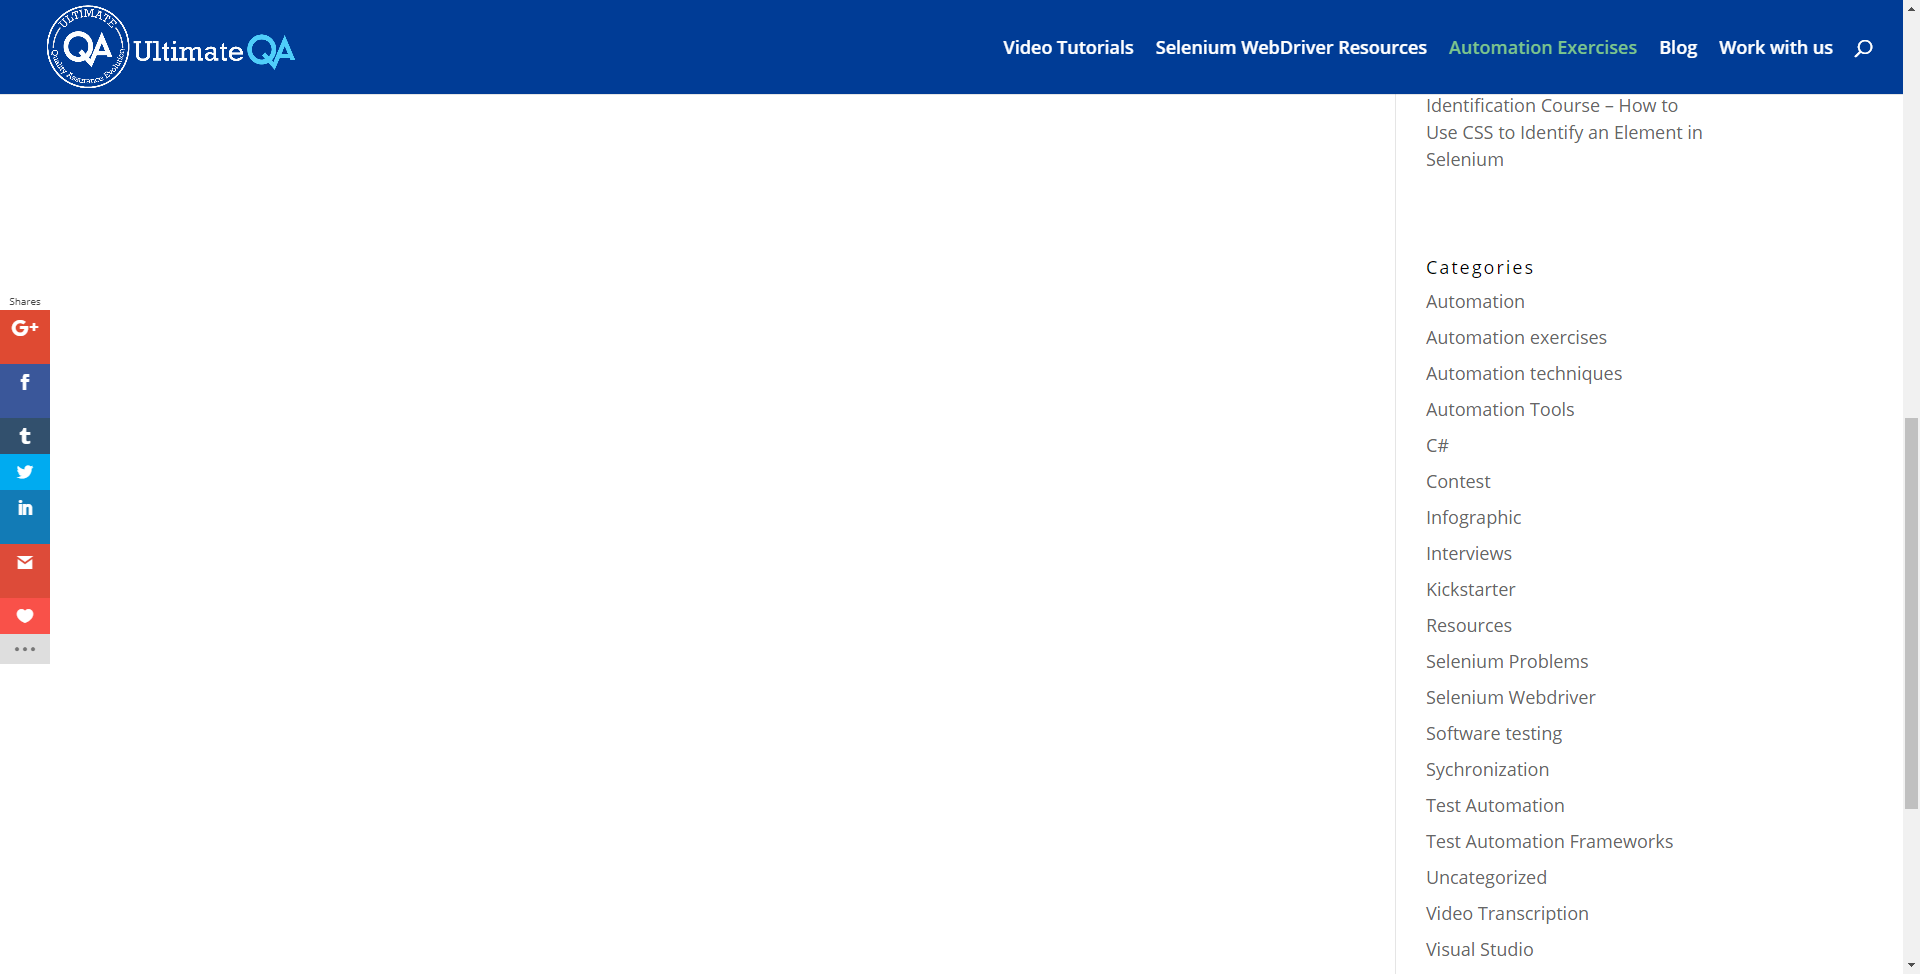 ULTIMATE
QA
Quality Assurance Evolution
Ultimate QA
Video Tutorials
Selenium WebDriver Resources
Automation Exercises
Blog
Work with us
Identification Course – How to
Use CSS to Identify an Element in
Selenium
Shares
G+
f
t
in
Categories
Automation
Automation exercises
Automation techniques
Automation Tools
C#
Contest
Infographic
Interviews
Kickstarter
Resources
Selenium Problems
Selenium Webdriver
Software testing
Sychronization
Test Automation
Test Automation Frameworks
Uncategorized
Video Transcription
Visual Studio